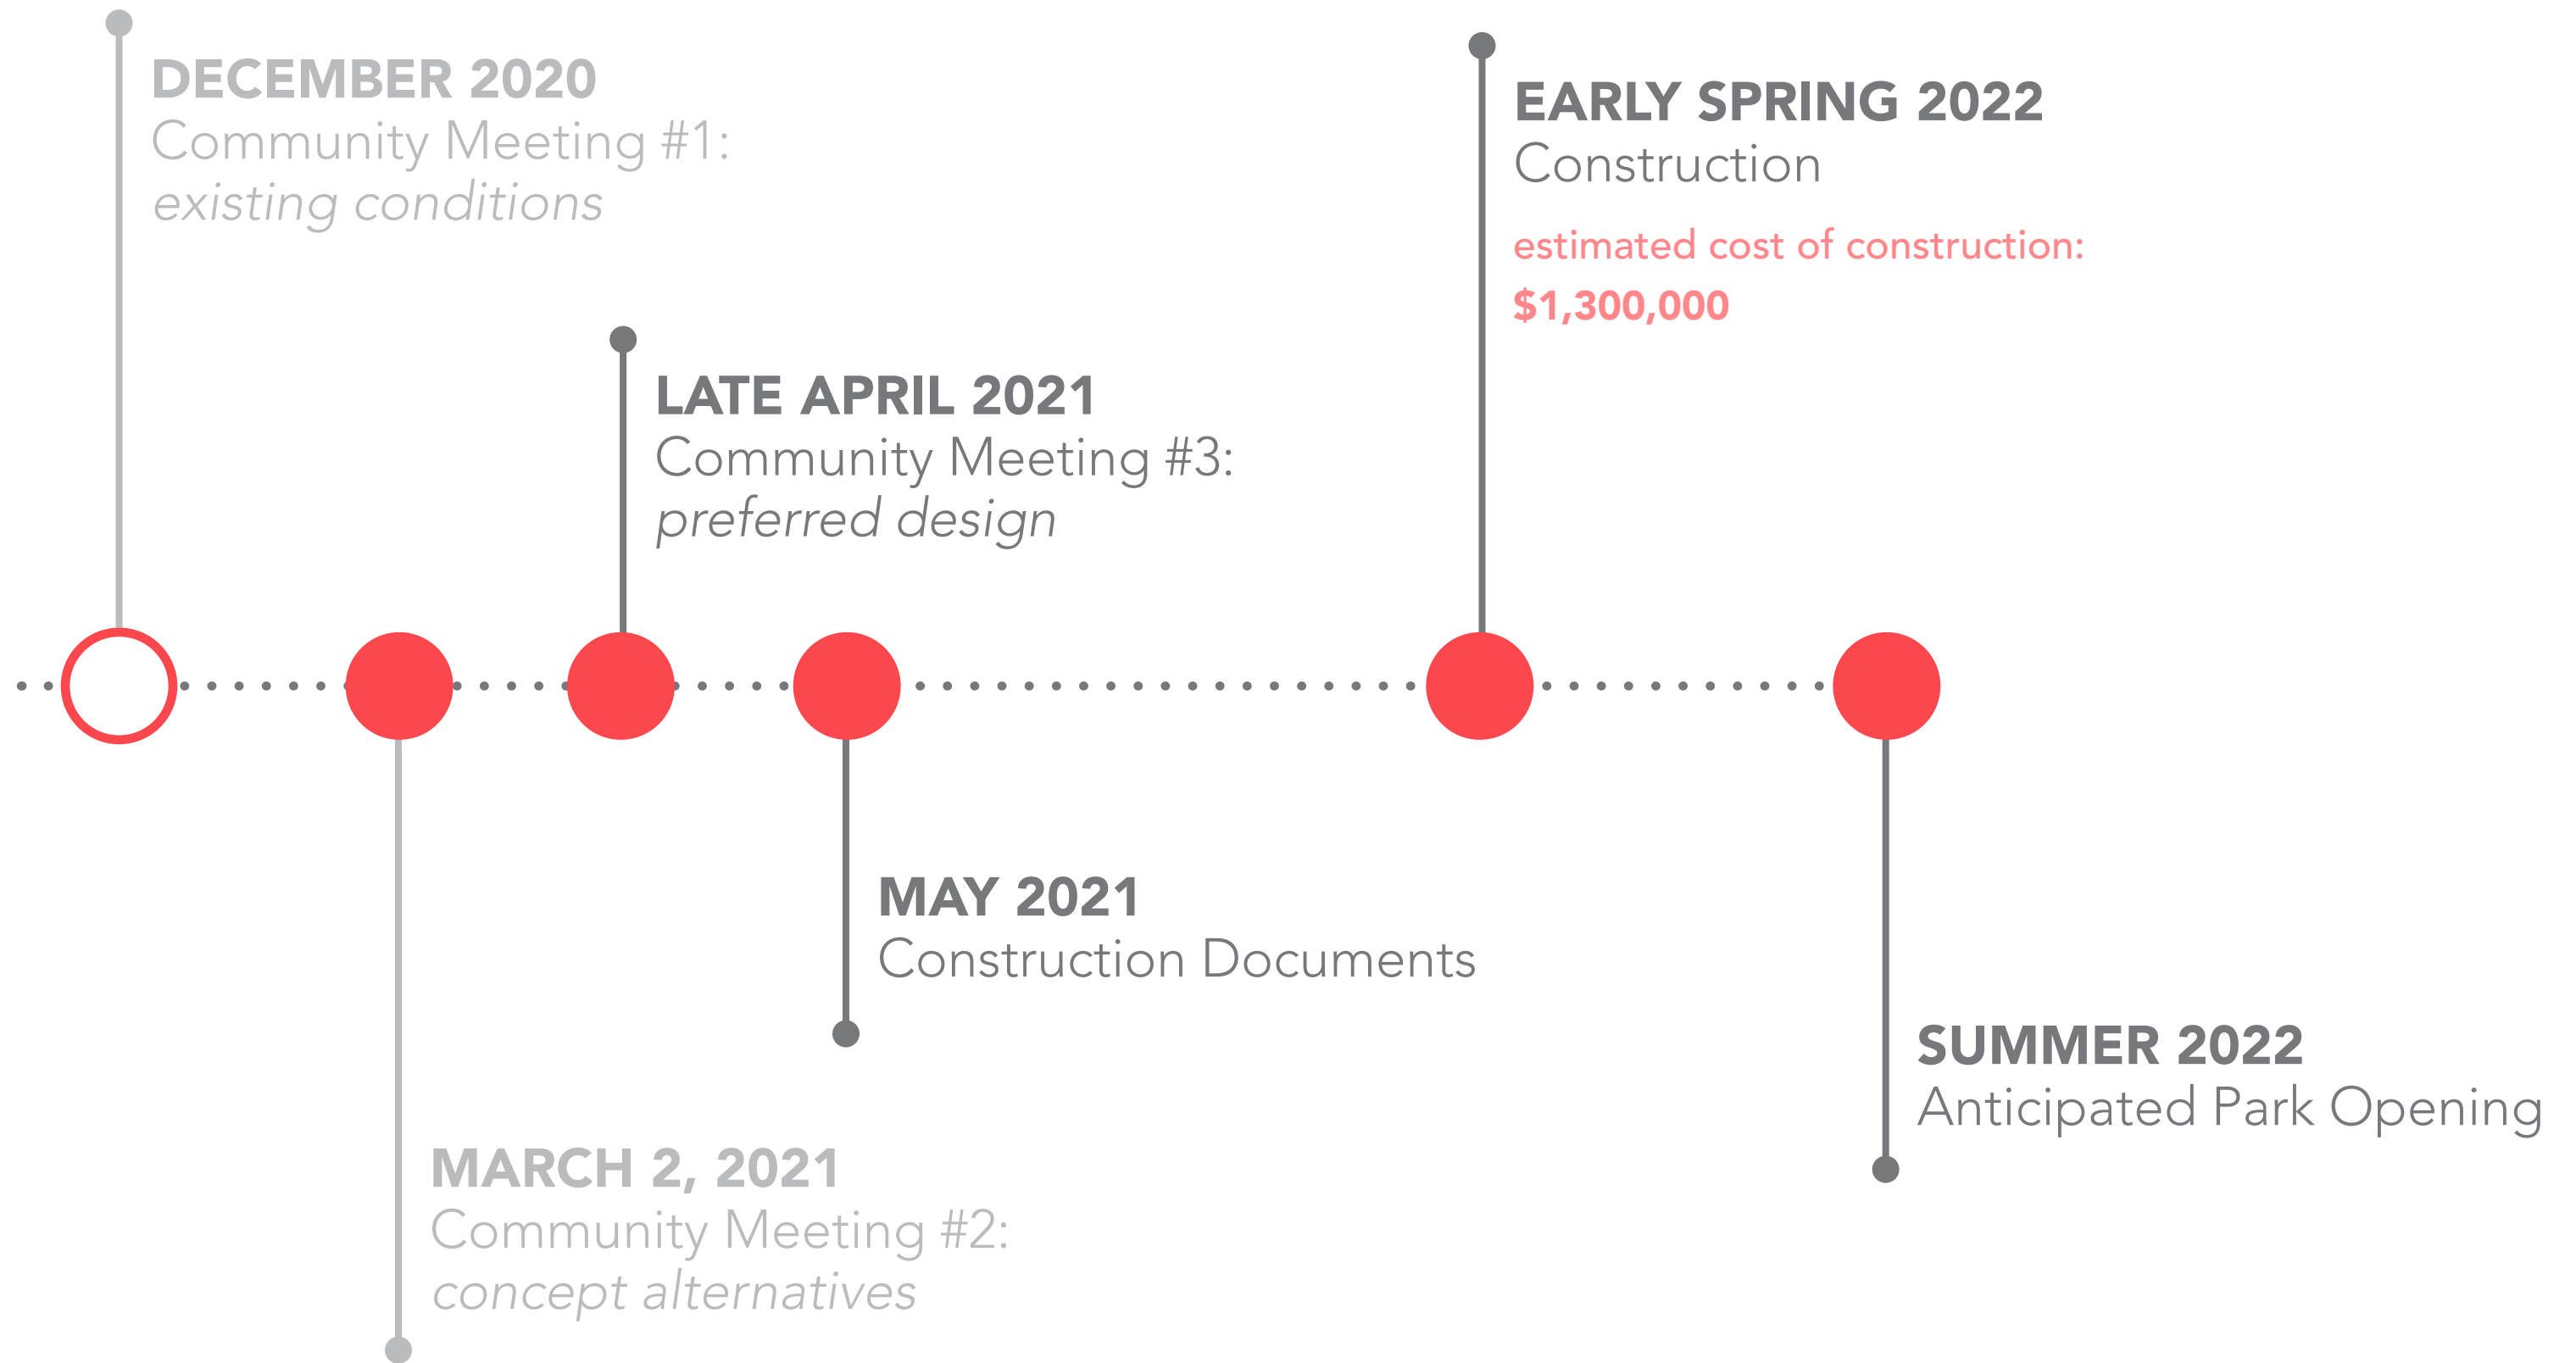 DECEMBER 2020
Community Meeting #1:
existing conditions
EARLY SPRING 2022
Construction
estimated cost of construction:
$1,300,000
LATE APRIL 2021
Community Meeting #3:
preferred design
MAY 2021
Construction Documents
SUMMER 2022
Anticipated Park Opening
MARCH 2, 2021
Community Meeting #2:
concept alternatives